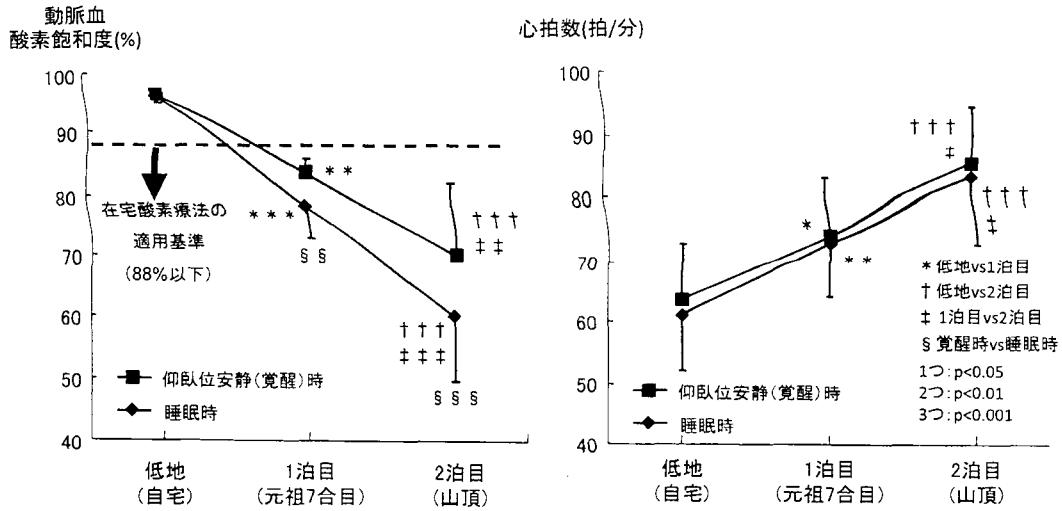 動脈血
酸素飽和度(%)
100
90
80
70
60
50
40
在宅酸素療法の
適用基準
(88%以下)
* *
* * *
§ §
† † †
‡ ‡
† † †
‡ ‡ ‡
§ § §
仰臥位安静(覚醒)時
睡眠時
低地
(自宅)
1泊目
(元祖7合目)
2泊目
(山頂)
心拍数(拍/分)
100
90
80
70
60
50
40
† † †
‡
*
* *
† † †
‡
* 低地vs1泊目
† 低地vs2泊目
‡ 1泊目vs2泊目
§ 覚醒時vs睡眠時
1つ:p<0.05
2つ:p<0.01
3つ:p<0.001
仰臥位安静(覚醒)時
睡眠時
低地
(自宅)
1泊目
(元祖7合目)
2泊目
(山頂)